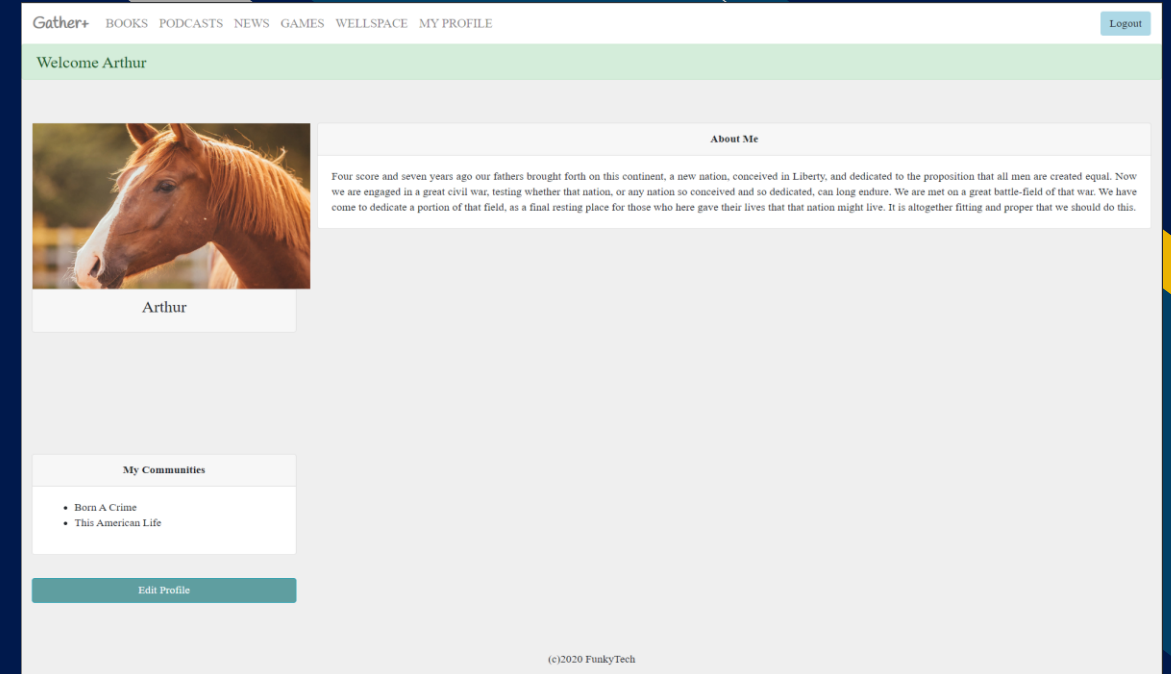 Gather+ BOOKS PODCASTS NEWS GAMES WELLSPACE MY PROFILE Logout
Welcome Arthur
About Me
Four score and seven years ago our fathers brought forth on this continent, a new nation, conceived in Liberty, and dedicated to the proposition that all men are created equal. Now
we are engaged in a great civil war, testing whether that nation, or any nation so conceived and so dedicated, can long endure. We are met on a great battle-field of that war. We have
come to dedicate a portion of that field, as a final resting place for those who here gave their lives that that nation might live. It is altogether fitting and proper that we should do this.
Arthur
My Communities
• Born A Crime
• This American Life
Edit Profile
(c)2020 FunkyTech